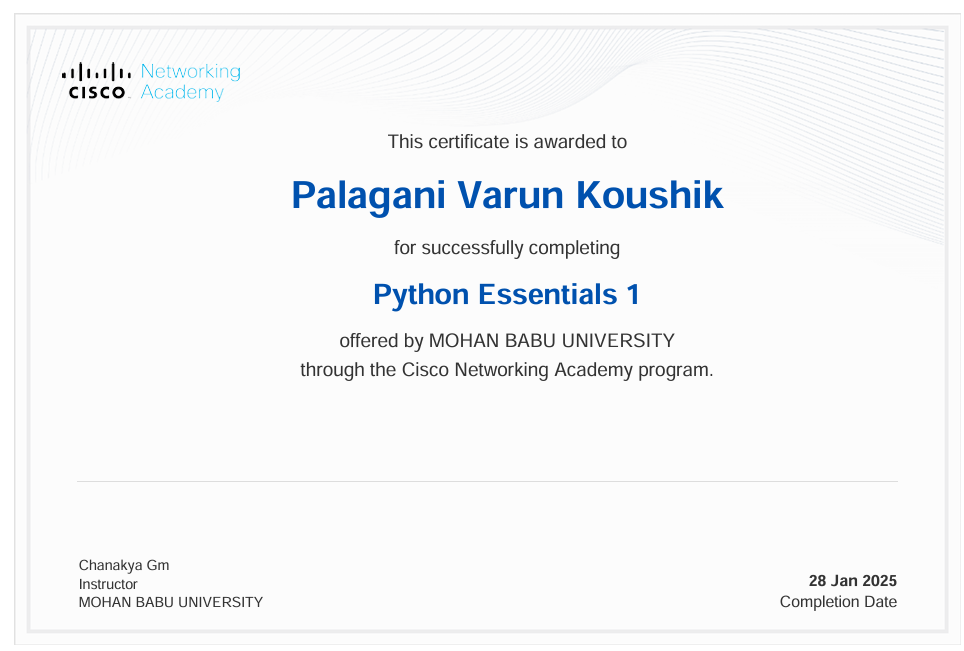 Networking
CISCO Academy
This certificate is awarded to
Palagani Varun Koushik
for successfully completing
Python Essentials 1
offered by MOHAN BABU UNIVERSITY
through the Cisco Networking Academy program.
Chanakya Gm
Instructor
MOHAN BABU UNIVERSITY
28 Jan 2025
Completion Date